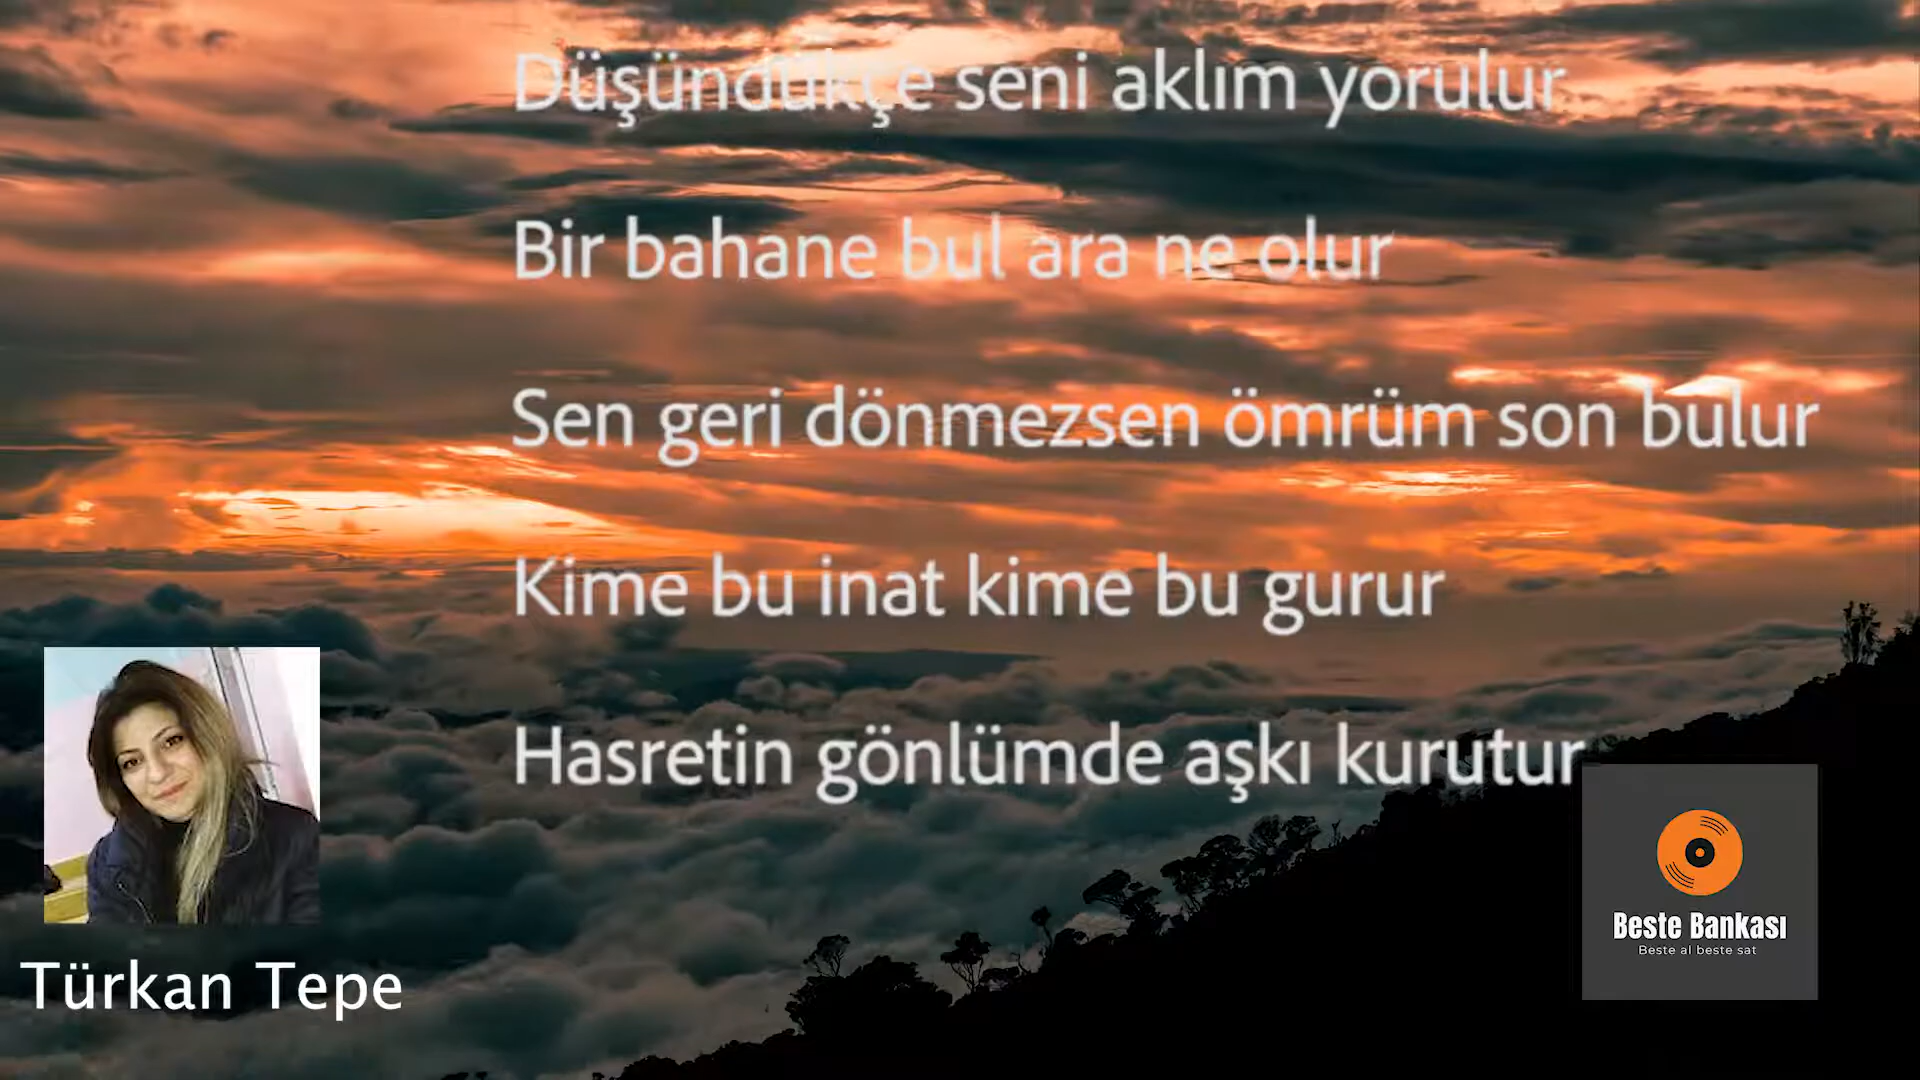 Düşündükçe seni aklım yorulur
Bir bahane bul ara ne olur
Sen geri dönmezsen ömrüm son bulur
Kime bu inat kime bu gurur
Hasretin gönlümde aşkı kurutur
Türkan Tepe
Beste Bankası
Beste al beste sat